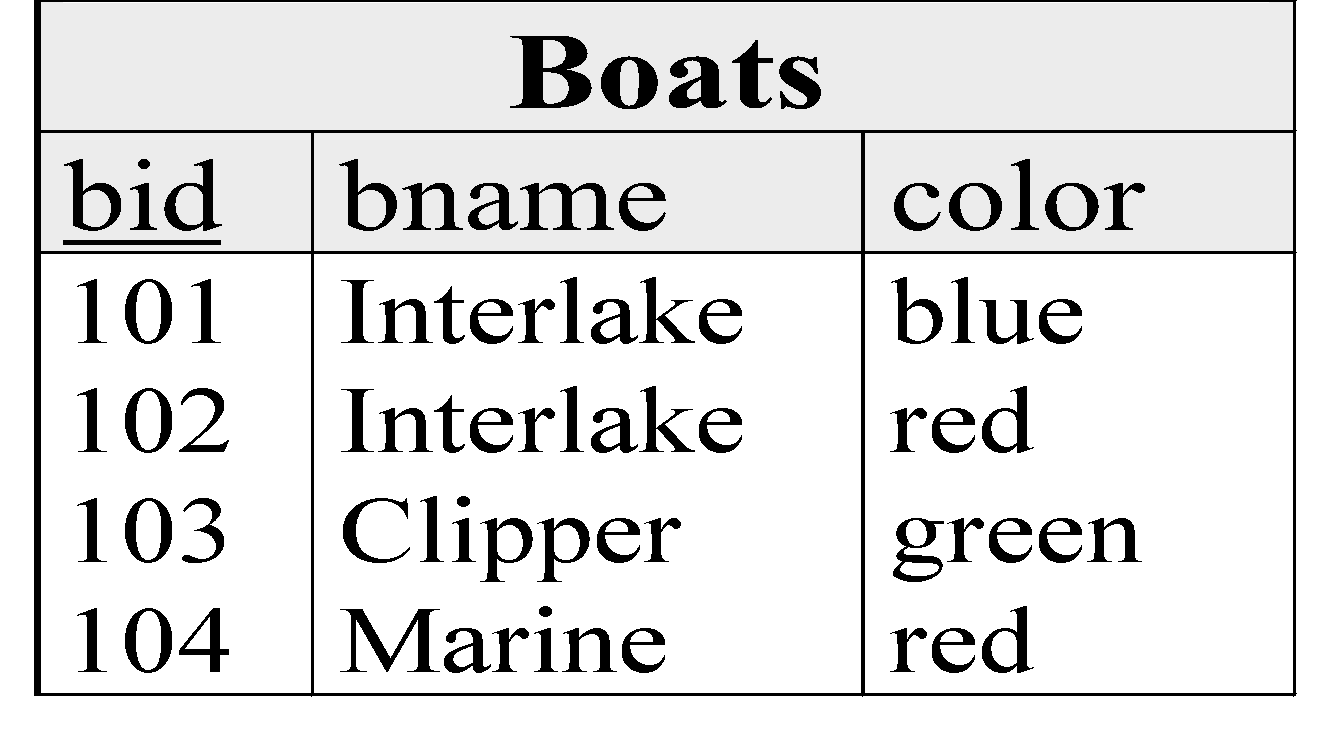 Boats
bid bname color
101 Interlake blue
102 Interlake red
103 Clipper green
104 Marine red